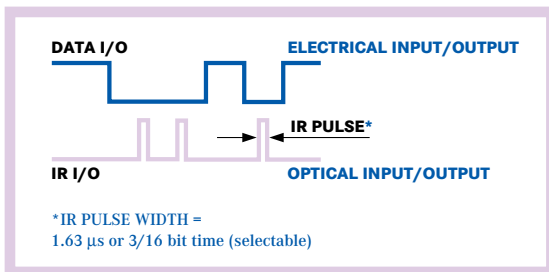 DATA I/O ELECTRICAL INPUT/OUTPUT
IR PULSE*
IR I/O OPTICAL INPUT/OUTPUT
*IR PULSE WIDTH =
1.63 µs or 3/16 bit time (selectable)